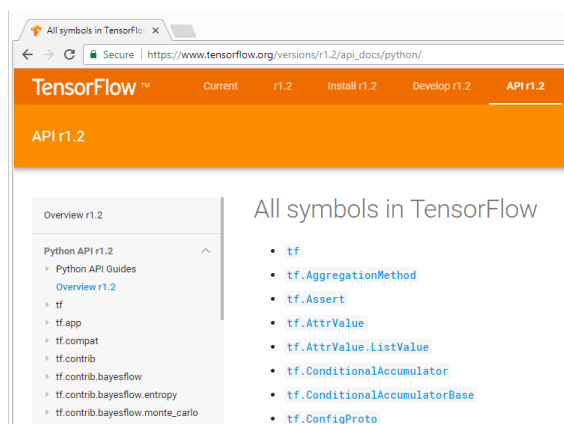 All symbols in TensorFlo
Secure | https://www.tensorflow.org/versions/r1.2/api_docs/python/
TensorFlow ™ Current r1.2 Install r1.2 Develop r1.2 API r1.2
API r1.2
Overview r1.2
Python API r1.2
Python API Guides
Overview r1.2
tf
tf.app
tf.compat
tf.contrib
tf.contrib.bayesflow
tf.contrib.bayesflow.entropy
tf.contrib.bayesflow.monte_carlo
All symbols in TensorFlow
tf
tf.AggregationMethod
tf.Assert
tf.AttrValue
tf.AttrValue.ListValue
tf.ConditionalAccumulator
tf.ConditionalAccumulatorBase
tf.ConfigProto